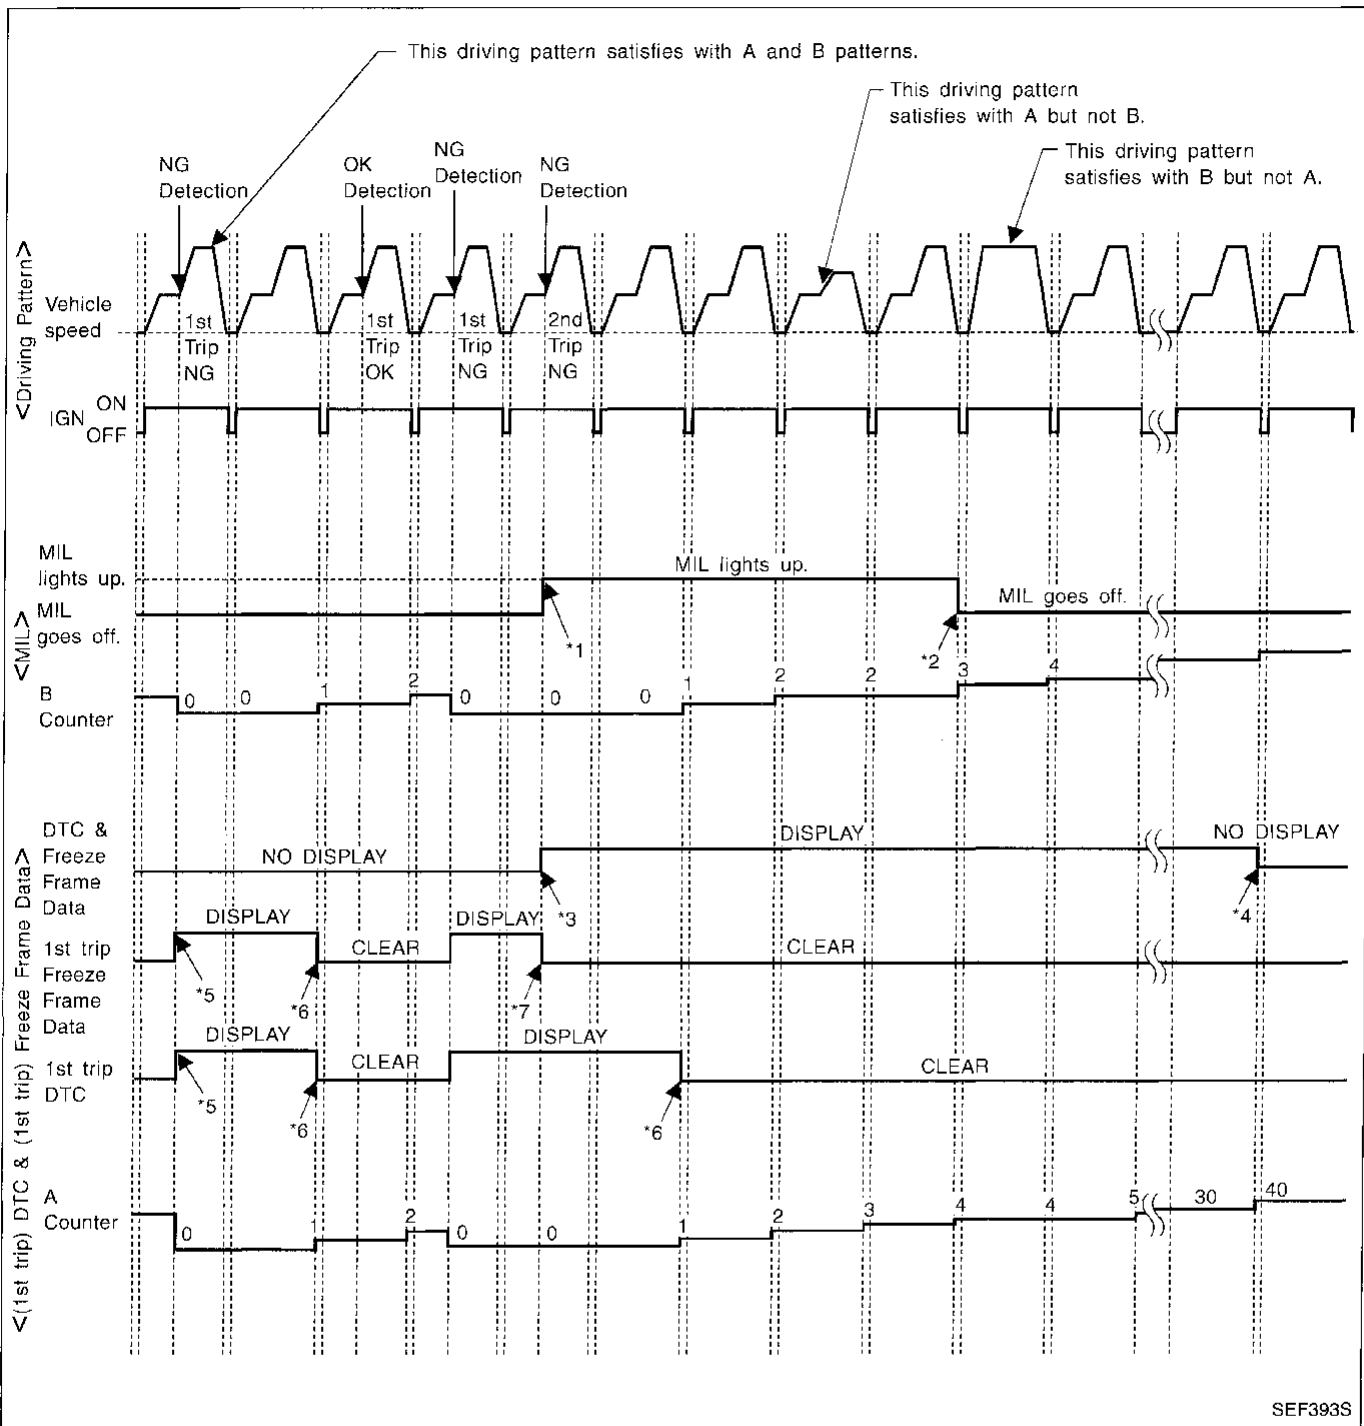 This driving pattern satisfies with A and B patterns.
This driving pattern
satisfies with A but not B.
This driving pattern
satisfies with B but not A.
NG
Detection
OK
Detection
NG
Detection
NG
Detection
<Driving Pattern>
Vehicle
speed
1st
Trip
NG
1st
Trip
OK
1st
Trip
NG
2nd
Trip
NG
IGN ON
OFF
<MIL>
MIL
lights up.
MIL lights up.
MIL
goes off.
MIL goes off.
*1
*2
B
Counter
0 0 1 2 0 0 0 1 2 2 3 4
<(1st trip) DTC & (1st trip) Freeze Frame Data>
DTC &
Freeze
Frame
Data
NO DISPLAY
DISPLAY
NO DISPLAY
*3
*4
1st trip
Freeze
Frame
Data
DISPLAY
CLEAR
DISPLAY
CLEAR
*5
*6
*7
1st trip
DTC
DISPLAY
CLEAR
DISPLAY
CLEAR
*5
*6
*6
A
Counter
0 1 2 0 0 1 2 3 4 4 5 30 40
SEF393S